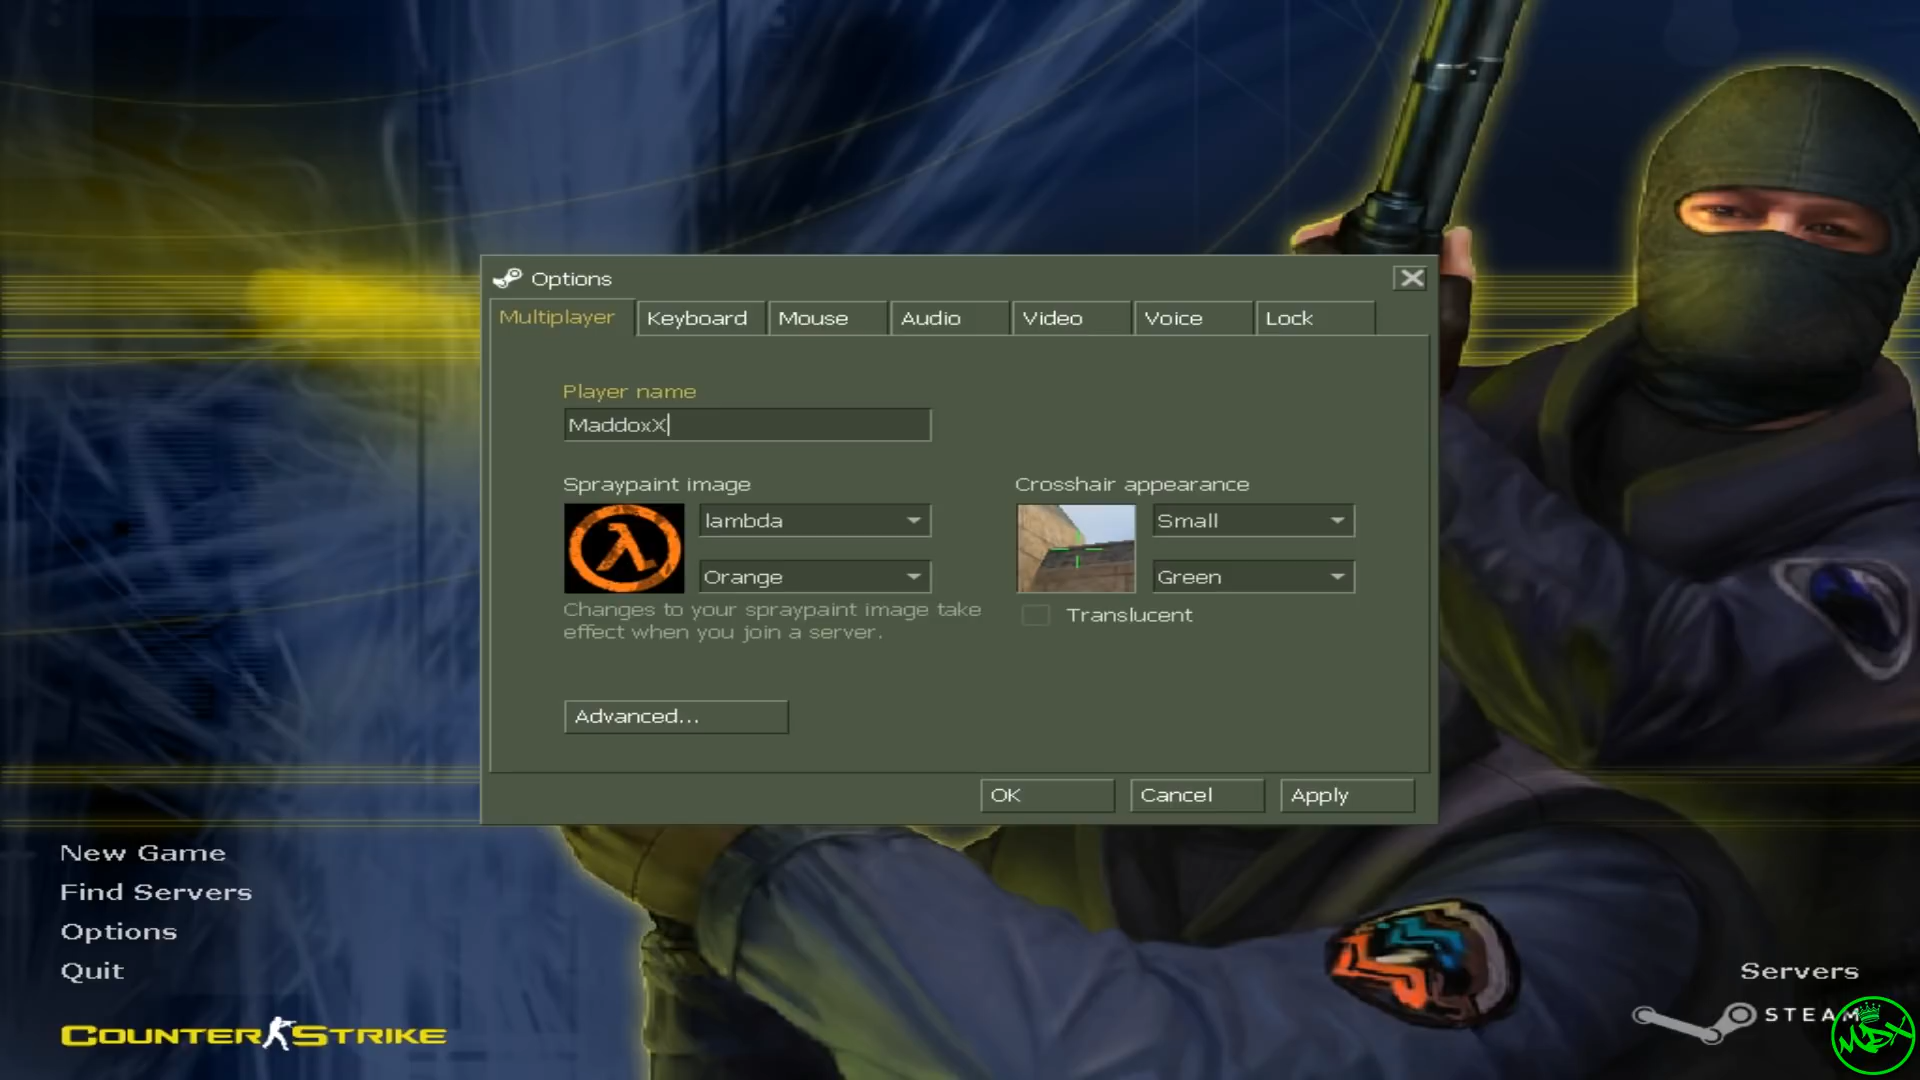 Options
Multiplayer Keyboard Mouse Audio Video Voice Lock
Player name
MaddoxX
Spraypaint image
lambda
Orange
Changes to your spraypaint image take
effect when you join a server.
Crosshair appearance
Small
Green
Translucent
Advanced...
OK Cancel Apply
New Game
Find Servers
Options
Quit
COUNTER STRIKE
Servers
STEAM
MDX